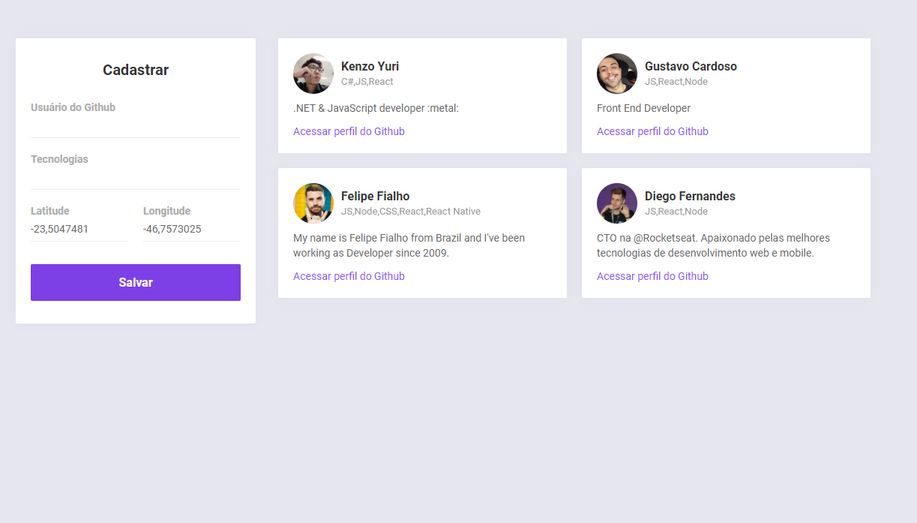 Cadastrar
Usuário do Github
Tecnologias
Latitude
Longitude
-23,5047481
-46,7573025
Salvar
Kenzo Yuri
C#,JS,React
.NET & JavaScript developer :metal:
Acessar perfil do Github
Gustavo Cardoso
JS,React,Node
Front End Developer
Acessar perfil do Github
Felipe Fialho
JS,Node,CSS,React,React Native
My name is Felipe Fialho from Brazil and I've been
working as Developer since 2009.
Acessar perfil do Github
Diego Fernandes
JS,React,Node
CTO na @Rocketseat. Apaixonado pelas melhores
tecnologias de desenvolvimento web e mobile.
Acessar perfil do Github